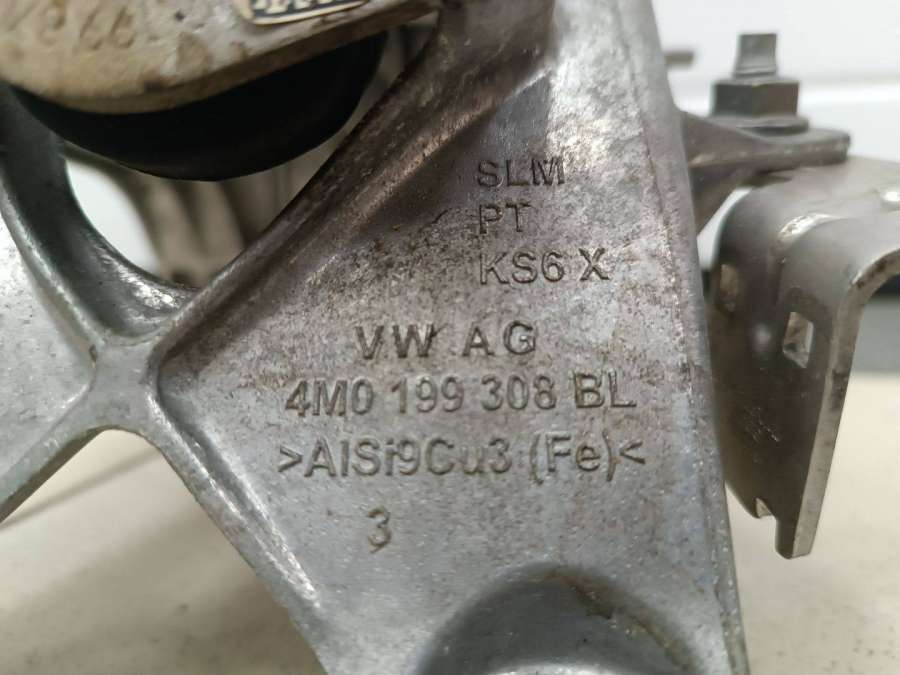 SLM
PT
KS6 X
VW AG
4M0 199 308 BL
>AlSi9Cu3 (Fe)<
3